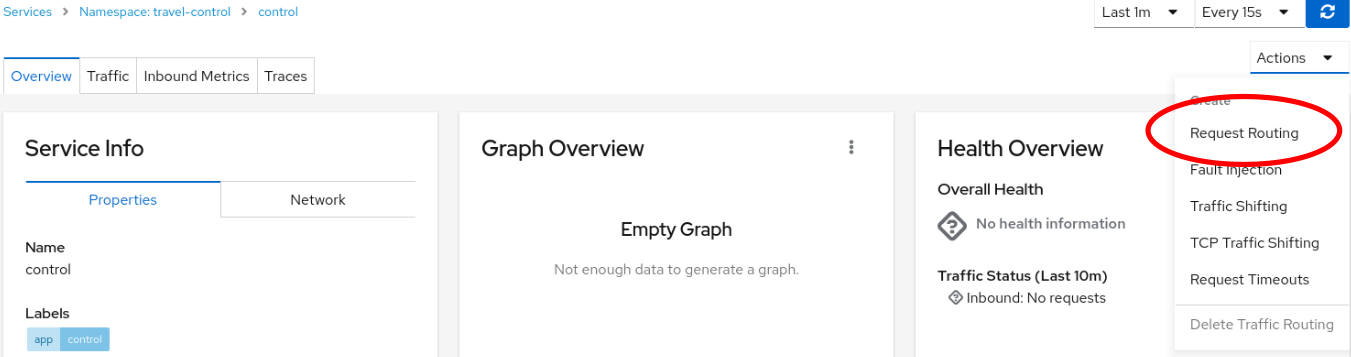 Services > Namespace: travel-control > control
Last 1m
Every 15s
Actions
Overview
Traffic
Inbound Metrics
Traces
Create
Request Routing
Fault Injection
Traffic Shifting
TCP Traffic Shifting
Request Timeouts
Delete Traffic Routing
Service Info
Properties
Network
Name
control
Labels
app control
Graph Overview
Empty Graph
Not enough data to generate a graph.
Health Overview
Overall Health
No health information
Traffic Status (Last 10m)
Inbound: No requests